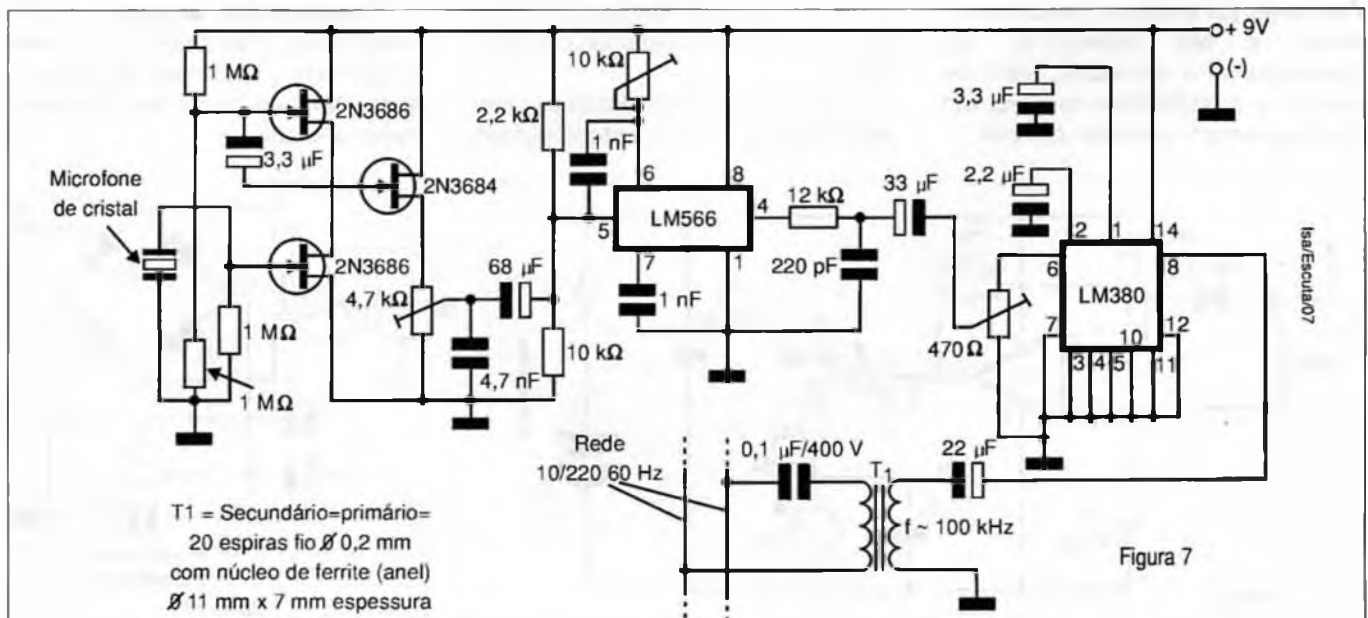 + 9V
(-)
1 MΩ
2N3686
3,3 µF
2N3684
Microfone
de cristal
2N3686
1 MΩ
1 MΩ
4,7 kΩ
68 µF
4,7 nF
2,2 kΩ
10 kΩ
10 kΩ
1 nF
6
8
5
LM566
4
7
1
1 nF
12 kΩ
33 µF
220 pF
470 Ω
3,3 µF
2,2 µF
2
1
14
6
8
LM380
7
10
12
3
4
5
11
Isa/Escuta/07
Rede
10/220 60 Hz
0,1 µF/400 V
T1
22 µF
f ~ 100 kHz
Figura 7
T1 = Secundário=primário=
20 espiras fio Ø 0,2 mm
com núcleo de ferrite (anel)
Ø 11 mm x 7 mm espessura